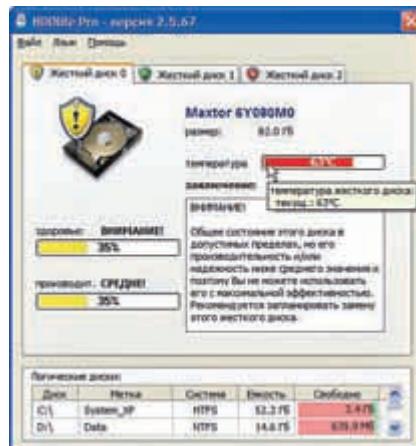 HDDlife Pro - версия 2.5.67
Файл Язык Помощь
Жесткий диск 0 Жесткий диск 1 Жесткий диск 2
Maxtor 6Y080M0
размер: 82.0 Гб
температура 63°C
заключение:
температура жесткого диска
текущ.: 63°C
ВНИМАНИЕ!
здоровье: ВНИМАНИЕ!
35%
производит. СРЕДНЕ!
35%
Общее состояние этого диска в
допустимых пределах, но его
производительность и/или
надежность ниже среднего значения и
поэтому Вы не можете использовать
его с максимальной эффективностью.
Рекомендуется запланировать замену
этого жесткого диска.
Логические диски:
Диск Метка Система Емкость Свободно
C:\ System_XP NTFS
D:\ Data NTFS 14.6 Гб